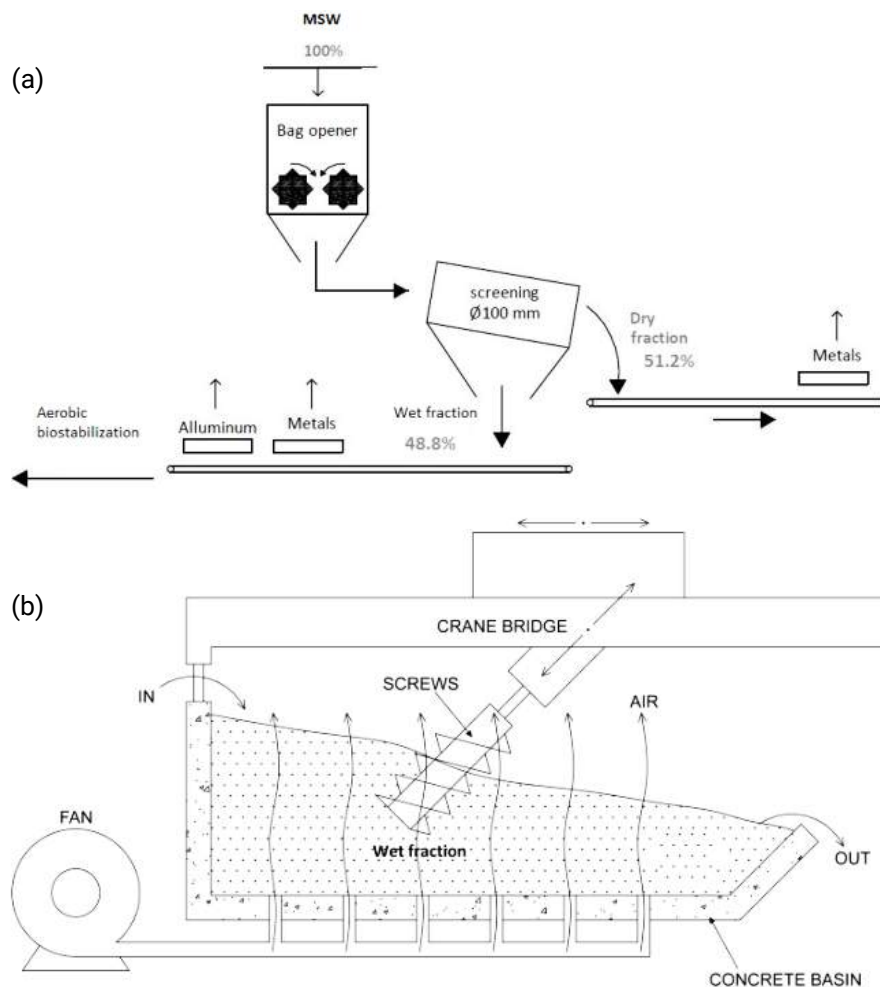 MSW
100%
(a)
Bag opener
screening
Ø100 mm
Dry
fraction
51.2%
Metals
Wet fraction
48.8%
Aerobic
biostabilization
Alluminum
Metals
(b)
CRANE BRIDGE
SCREWS
IN
AIR
FAN
Wet fraction
OUT
CONCRETE BASIN